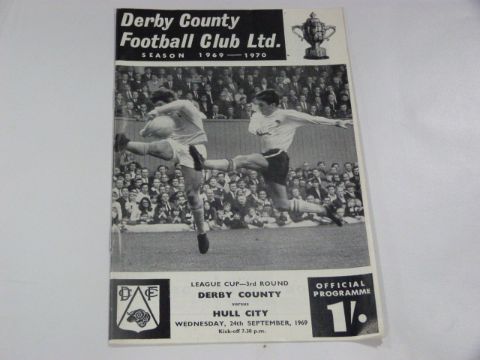 Derby County
Football Club Ltd.
SEASON 1969—1970
LEAGUE CUP—3rd ROUND
DERBY COUNTY
versus
HULL CITY
WEDNESDAY, 24th SEPTEMBER, 1969
Kick-off 7.30 p.m.
D C F C
OFFICIAL
PROGRAMME
1/-